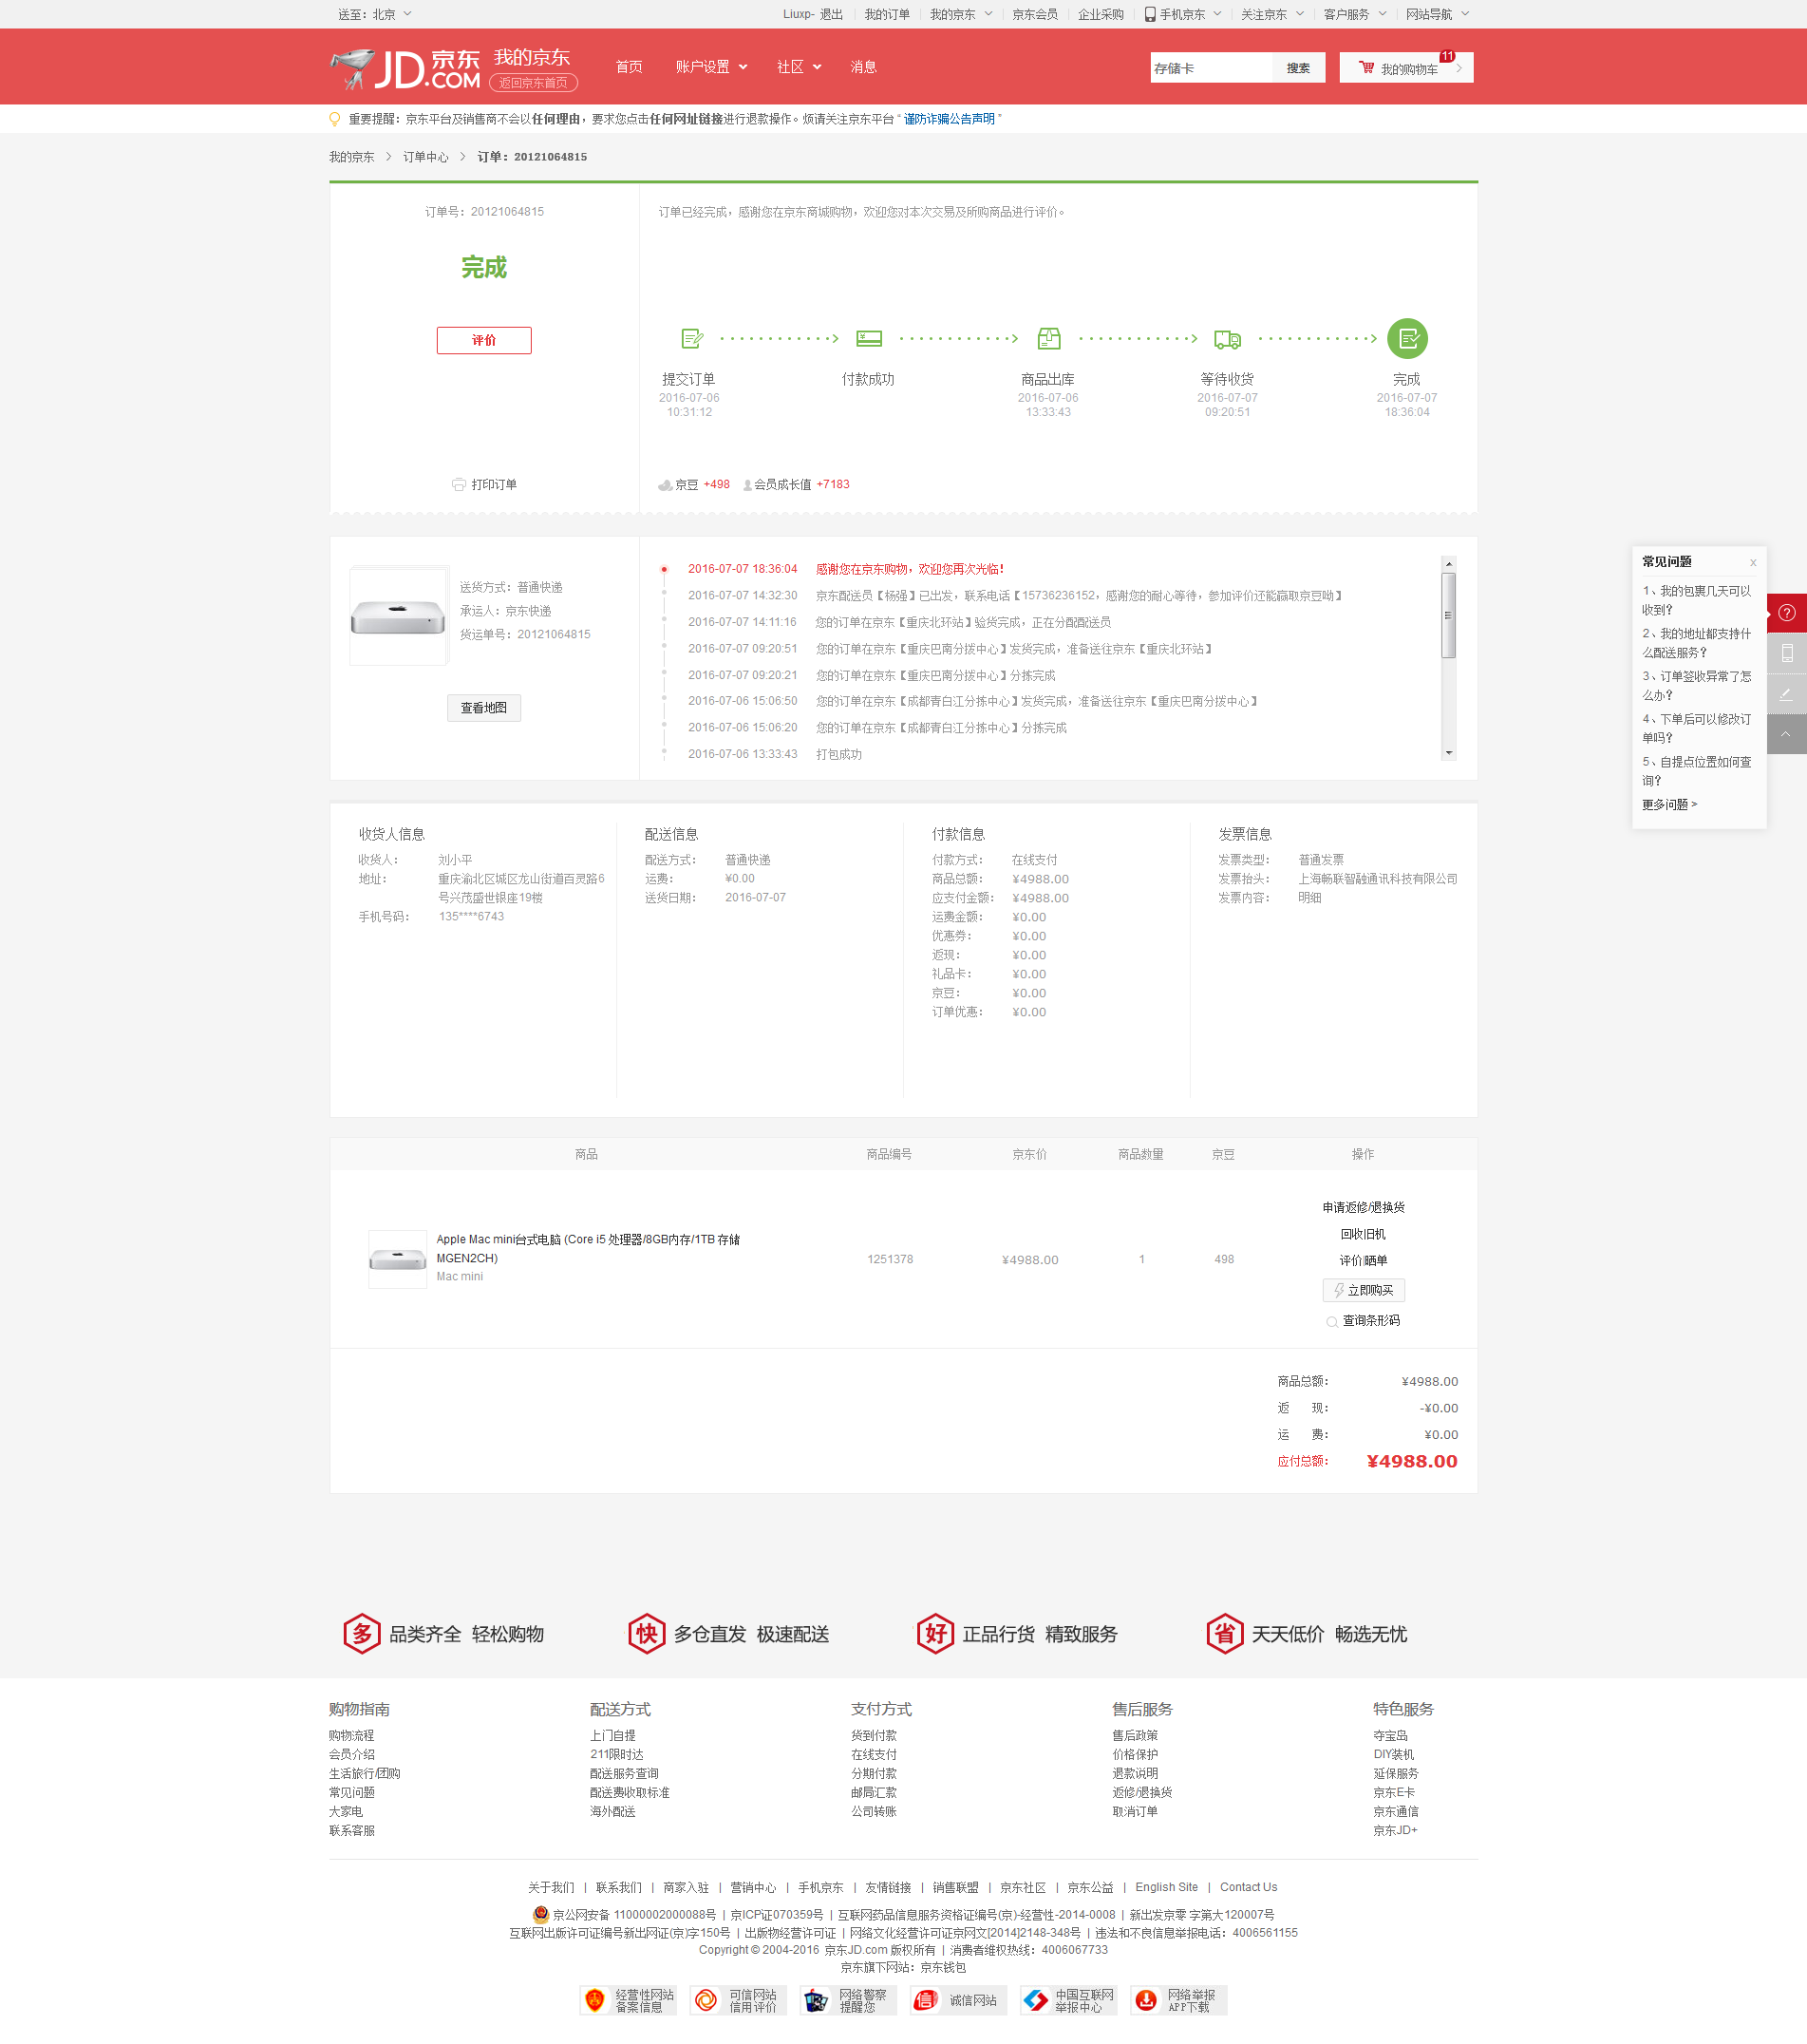 送至：北京
Liuxp- 退出 我的订单 我的京东 京东会员 企业采购 手机京东 关注京东 客户服务 网站导航
JD.COM 京东 我的京东 返回京东首页 首页 账户设置 社区 消息 存储卡 搜索 我的购物车 11
重要提醒：京东平台及销售商不会以任何理由，要求您点击任何网址链接进行退款操作。烦请关注京东平台“谨防诈骗公告声明”
我的京东 > 订单中心 > 订单：20121064815
订单号：20121064815
完成
评价
打印订单
订单已经完成，感谢您在京东商城购物，欢迎您对本次交易及所购商品进行评价。
提交订单 付款成功 商品出库 等待收货 完成
2016-07-06 2016-07-06 2016-07-07 2016-07-07
10:31:12 13:33:43 09:20:51 18:36:04
京豆 +498 会员成长值 +7183
送货方式：普通快递
承运人：京东快递
货运单号：20121064815
查看地图
2016-07-07 18:36:04 感谢您在京东购物，欢迎您再次光临！
2016-07-07 14:32:30 京东配送员【杨强】已出发，联系电话【15736236152，感谢您的耐心等待，参加评价还能赢取京豆呦】
2016-07-07 14:11:16 您的订单在京东【重庆北环站】验货完成，正在分配配送员
2016-07-07 09:20:51 您的订单在京东【重庆巴南分拨中心】发货完成，准备送往京东【重庆北环站】
2016-07-07 09:20:21 您的订单在京东【重庆巴南分拨中心】分拣完成
2016-07-06 15:06:50 您的订单在京东【成都青白江分拣中心】发货完成，准备送往京东【重庆巴南分拨中心】
2016-07-06 15:06:20 您的订单在京东【成都青白江分拣中心】分拣完成
2016-07-06 13:33:43 打包成功
常见问题 x
1、我的包裹几天可以
收到？
2、我的地址都支持什
么配送服务？
3、订单签收异常了怎
么办？
4、下单后可以修改订
单吗？
5、自提点位置如何查
询？
更多问题 >
收货人信息
收货人： 刘小平
地址： 重庆渝北区城区龙山街道百灵路6
号兴茂盛世银座19楼
手机号码： 135****6743
配送信息
配送方式： 普通快递
运费： ¥0.00
送货日期： 2016-07-07
付款信息
付款方式： 在线支付
商品总额： ¥4988.00
应支付金额： ¥4988.00
运费金额： ¥0.00
优惠券： ¥0.00
返现： ¥0.00
礼品卡： ¥0.00
京豆： ¥0.00
订单优惠： ¥0.00
发票信息
发票类型： 普通发票
发票抬头： 上海畅联智融通讯科技有限公司
发票内容： 明细
商品 商品编号 京东价 商品数量 京豆 操作
Apple Mac mini台式电脑 (Core i5 处理器/8GB内存/1TB 存储
MGEN2CH)
Mac mini
1251378 ¥4988.00 1 498
申请返修/退换货
回收旧机
评价晒单
立即购买
查询条形码
商品总额： ¥4988.00
返 现： -¥0.00
运 费： ¥0.00
应付总额： ¥4988.00
多 品类齐全 轻松购物 快 多仓直发 极速配送 好 正品行货 精致服务 省 天天低价 畅选无忧
购物指南
购物流程
会员介绍
生活旅行/团购
常见问题
大家电
联系客服
配送方式
上门自提
211限时达
配送服务查询
配送费收取标准
海外配送
支付方式
货到付款
在线支付
分期付款
邮局汇款
公司转账
售后服务
售后政策
价格保护
退款说明
返修/退换货
取消订单
特色服务
夺宝岛
DIY装机
延保服务
京东E卡
京东通信
京东JD+
关于我们 | 联系我们 | 商家入驻 | 营销中心 | 手机京东 | 友情链接 | 销售联盟 | 京东社区 | 京东公益 | English Site | Contact Us
京公网安备 11000002000088号 | 京ICP证070359号 | 互联网药品信息服务资格证编号(京)-经营性-2014-0008 | 新出发京零 字第大120007号
互联网出版许可证编号新出网证(京)字150号 | 出版物经营许可证 | 网络文化经营许可证京网文[2014]2148-348号 | 违法和不良信息举报电话：4006561155
Copyright © 2004-2016 京东JD.com 版权所有 | 消费者维权热线：4006067733
京东旗下网站：京东钱包
经营性网站 可信网站 网络警察 诚信网站 中国互联网 网络举报
备案信息 信用评价 提醒您 举报中心 APP下载